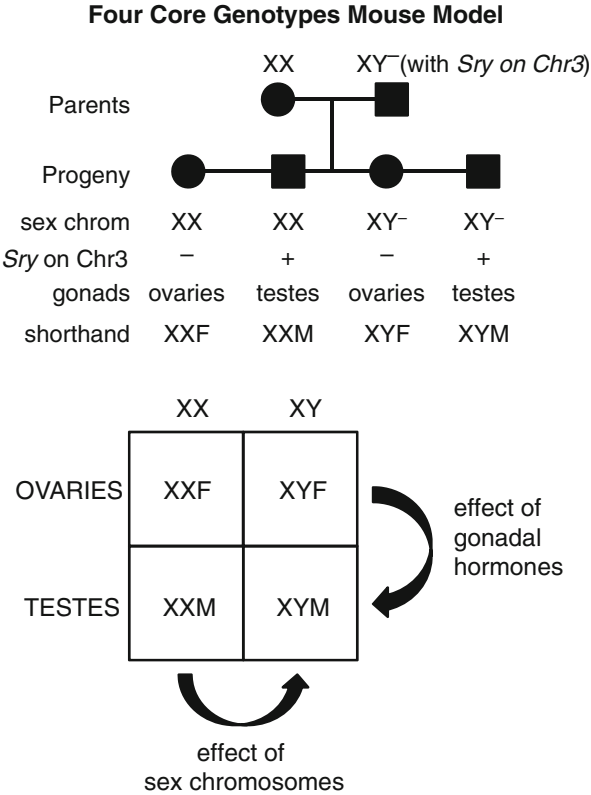 Four Core Genotypes Mouse Model
XX XY⁻(with Sry on Chr3)
Parents
Progeny
sex chrom XX XX XY⁻ XY⁻
Sry on Chr3 − + − +
gonads ovaries testes ovaries testes
shorthand XXF XXM XYF XYM
XX XY
OVARIES XXF XYF
effect of
gonadal
hormones
TESTES XXM XYM
effect of
sex chromosomes